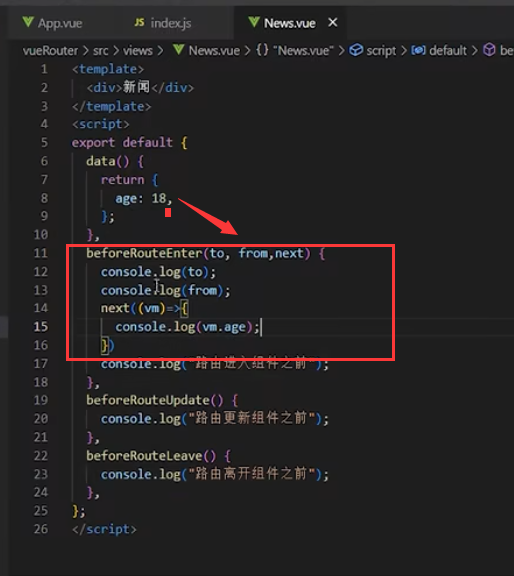 App.vue
JS index.js
News.vue ×
vueRouter > src > views > News.vue > {} "News.vue" > script > default > be
1 <template>
2 <div>新闻</div>
3 </template>
4 <script>
5 export default {
6 data() {
7 return {
8 age: 18,
9 };
10 },
11 beforeRouteEnter(to, from,next) {
12 console.log(to);
13 console.log(from);
14 next((vm)=>{
15 console.log(vm.age);
16 })
17 console.log("路由进入组件之前");
18 },
19 beforeRouteUpdate() {
20 console.log("路由更新组件之前");
21 },
22 beforeRouteLeave() {
23 console.log("路由离开组件之前");
24 },
25 };
26 </script>